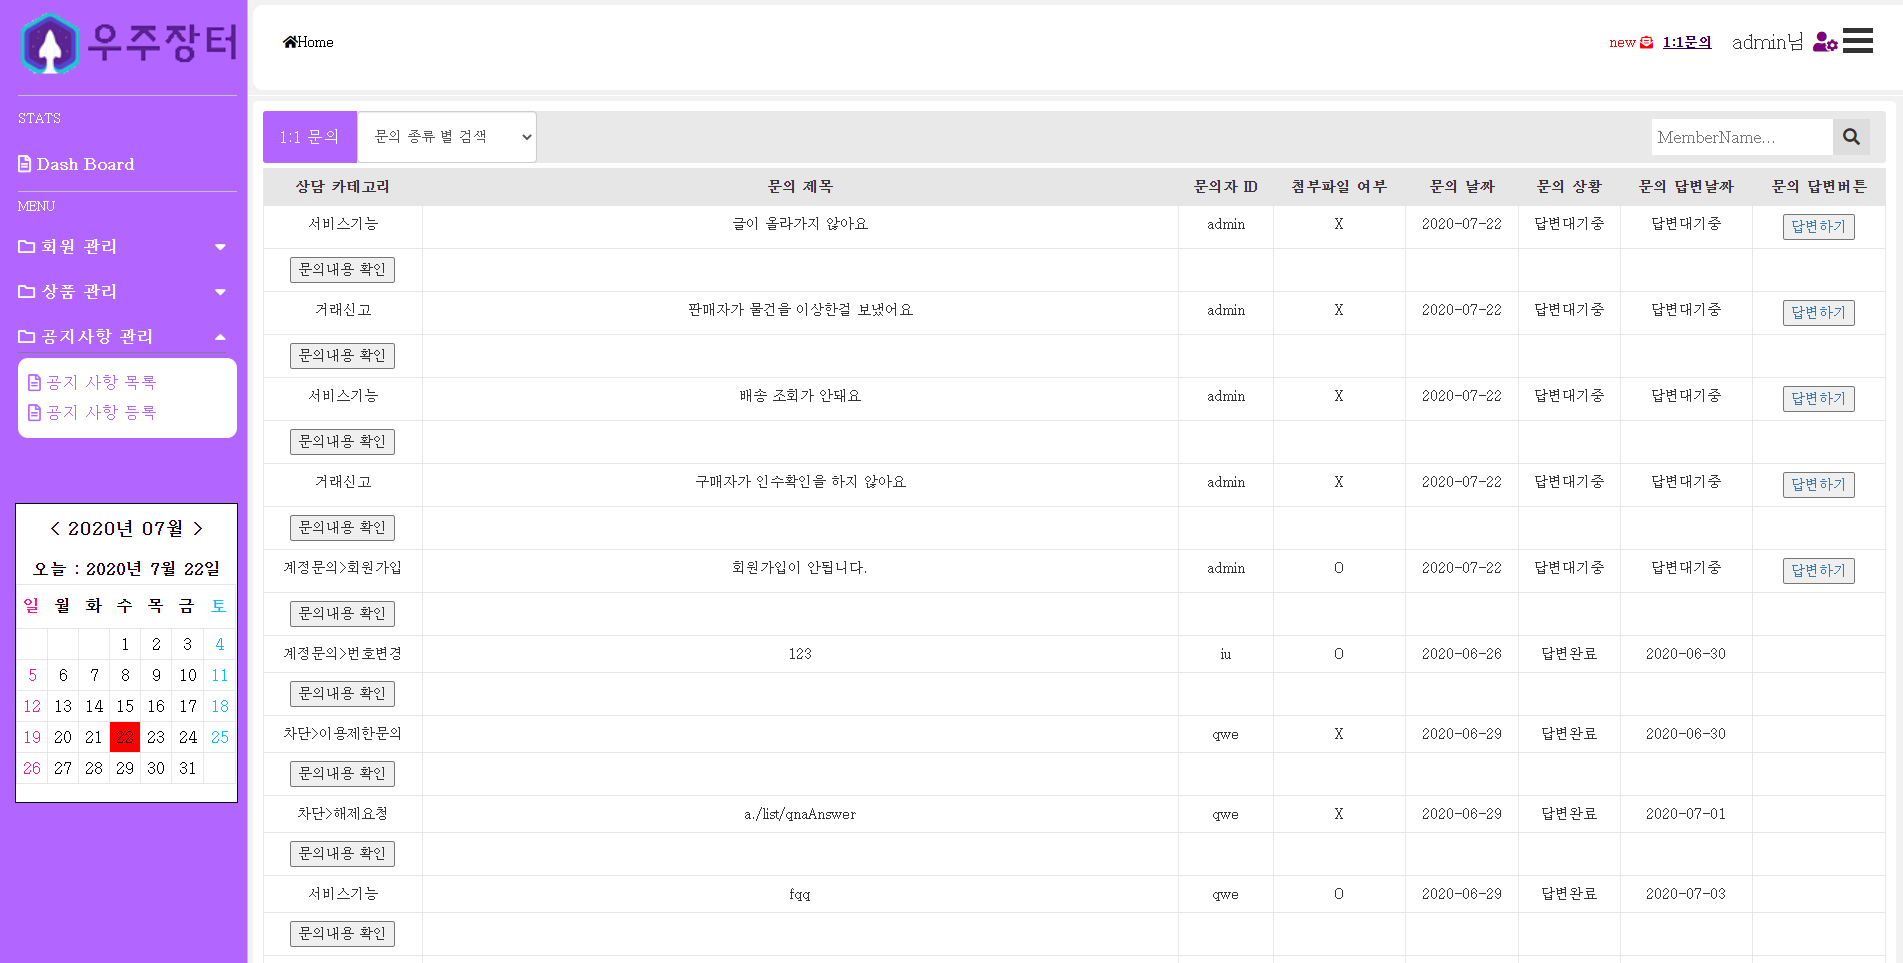 우주장터
STATS
Dash Board
MENU
회원 관리
상품 관리
공지사항 관리
공지 사항 목록
공지 사항 등록
< 2020년 07월 >
오늘 : 2020년 7월 22일
일 월 화 수 목 금 토
1 2 3 4
5 6 7 8 9 10 11
12 13 14 15 16 17 18
19 20 21 22 23 24 25
26 27 28 29 30 31
Home
new 1:1문의 admin님
1:1 문의 문의 종류 별 검색 MemberName...
상담 카테고리 문의 제목 문의자 ID 첨부파일 여부 문의 날짜 문의 상황 문의 답변날짜 문의 답변버튼
서비스기능 글이 올라가지 않아요 admin X 2020-07-22 답변대기중 답변대기중 답변하기
문의내용 확인
거래신고 판매자가 물건을 이상한걸 보냈어요 admin X 2020-07-22 답변대기중 답변대기중 답변하기
문의내용 확인
서비스기능 배송 조회가 안돼요 admin X 2020-07-22 답변대기중 답변대기중 답변하기
문의내용 확인
거래신고 구매자가 인수확인을 하지 않아요 admin X 2020-07-22 답변대기중 답변대기중 답변하기
문의내용 확인
계정문의>회원가입 회원가입이 안됩니다. admin O 2020-07-22 답변대기중 답변대기중 답변하기
문의내용 확인
계정문의>번호변경 123 iu O 2020-06-26 답변완료 2020-06-30
문의내용 확인
차단>이용제한문의 qwe X 2020-06-29 답변완료 2020-06-30
문의내용 확인
차단>해제요청 a./list/qnaAnswer qwe X 2020-06-29 답변완료 2020-07-01
문의내용 확인
서비스기능 fqq qwe O 2020-06-29 답변완료 2020-07-03
문의내용 확인